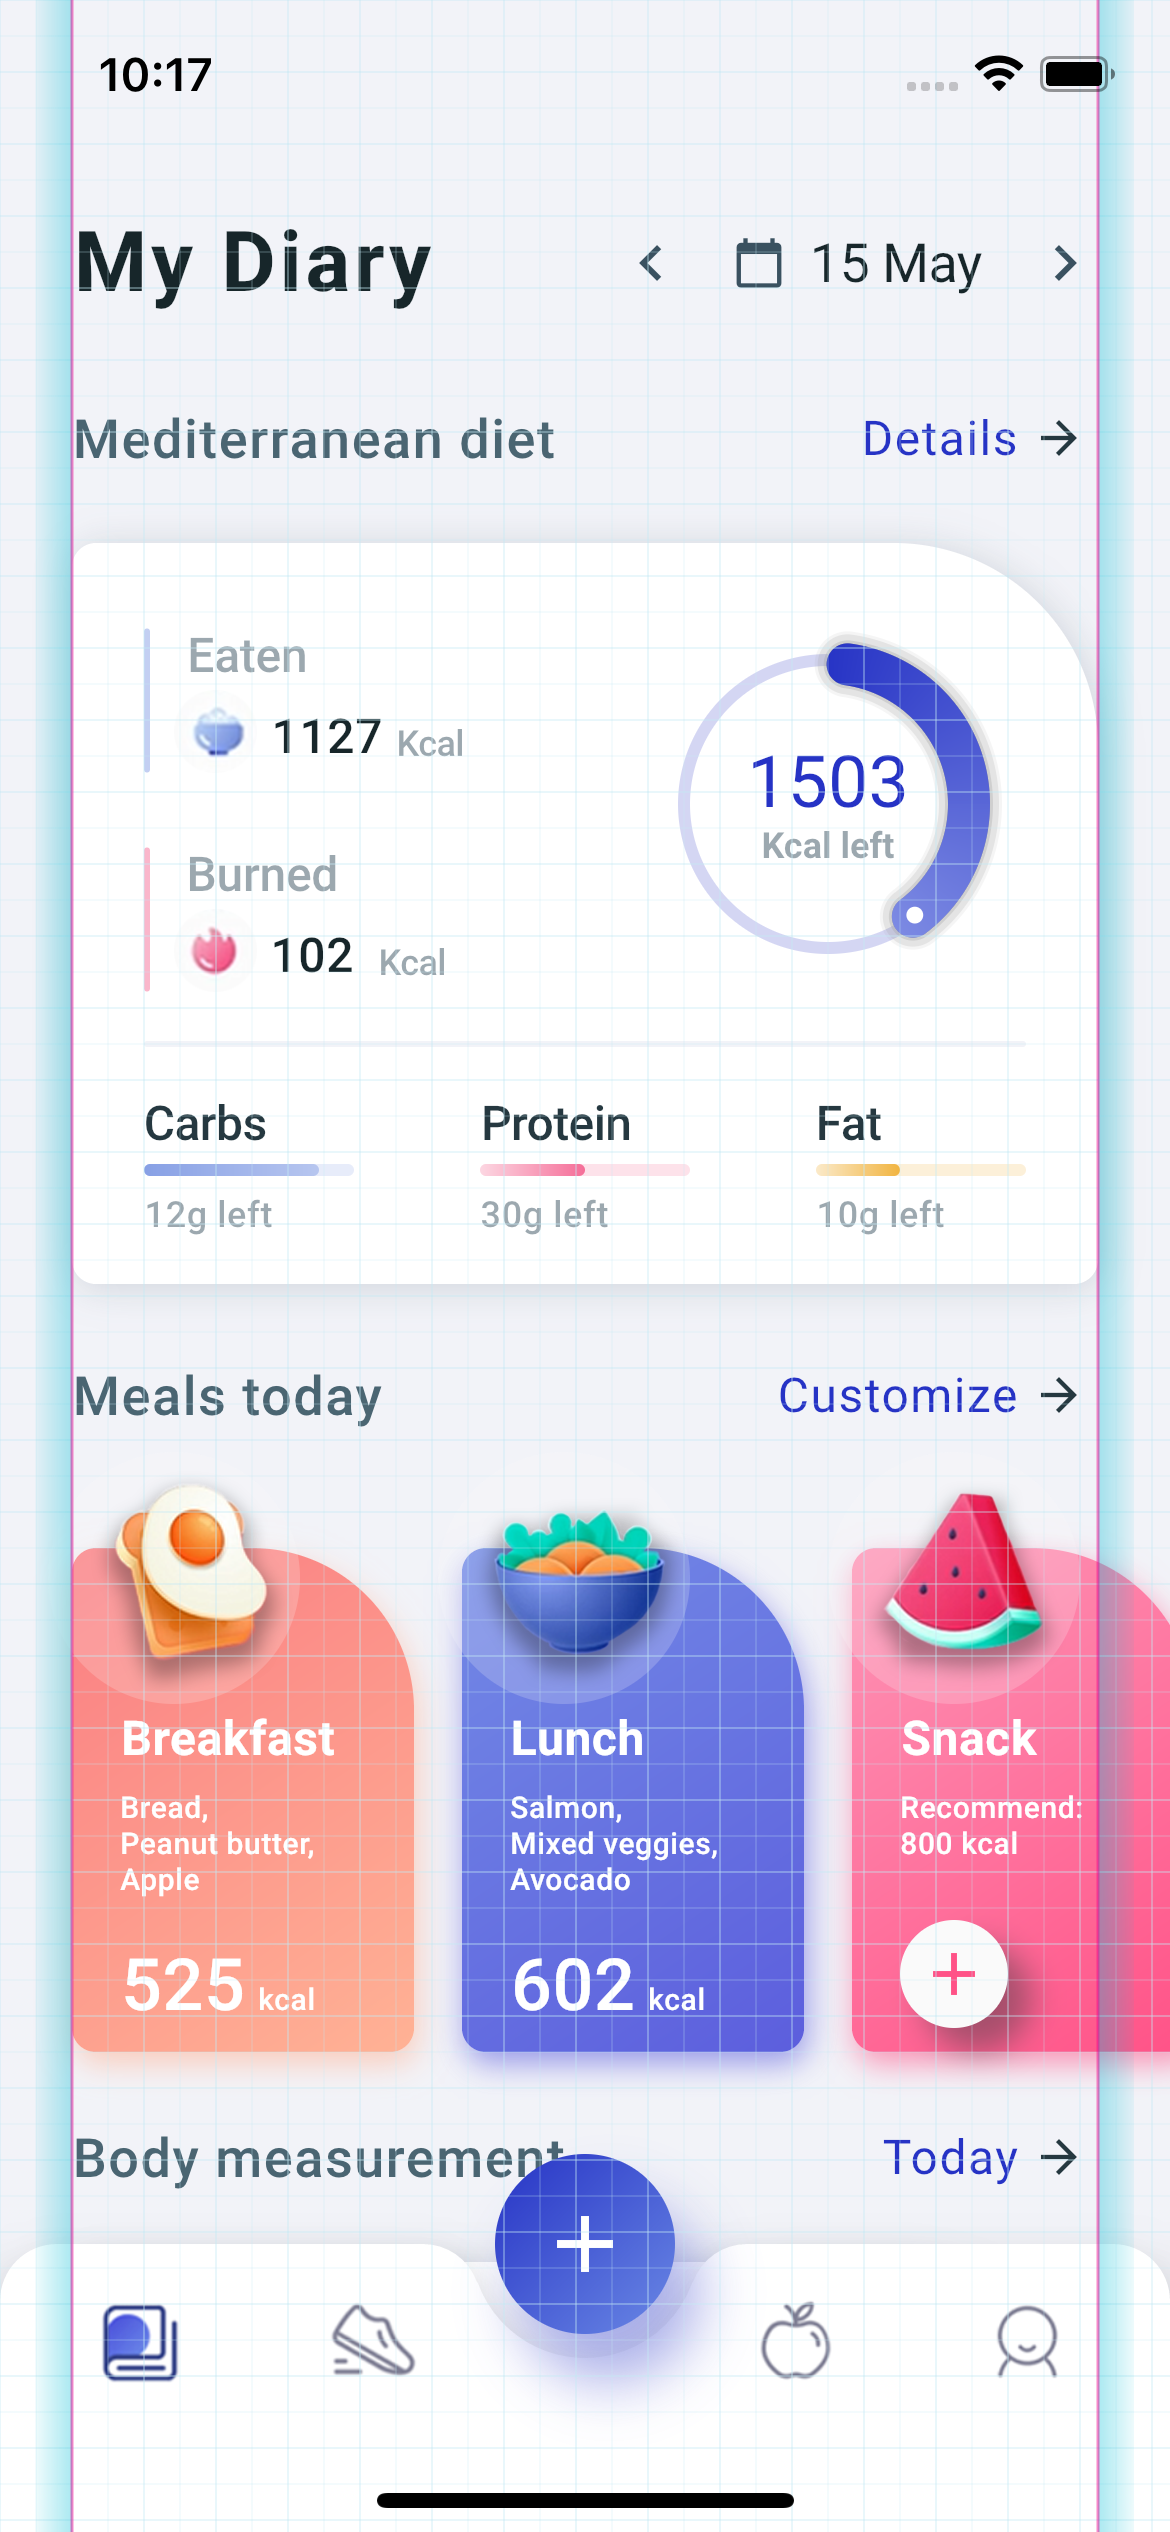 10:17
My Diary
15 May
Mediterranean diet
Details
Eaten
1127 Kcal
Burned
102 Kcal
1503
Kcal left
Carbs
Protein
Fat
12g left
30g left
10g left
Meals today
Customize
Breakfast
Bread,
Peanut butter,
Apple
525 kcal
Lunch
Salmon,
Mixed veggies,
Avocado
602 kcal
Snack
Recommend:
800 kcal
Body measurement
Today